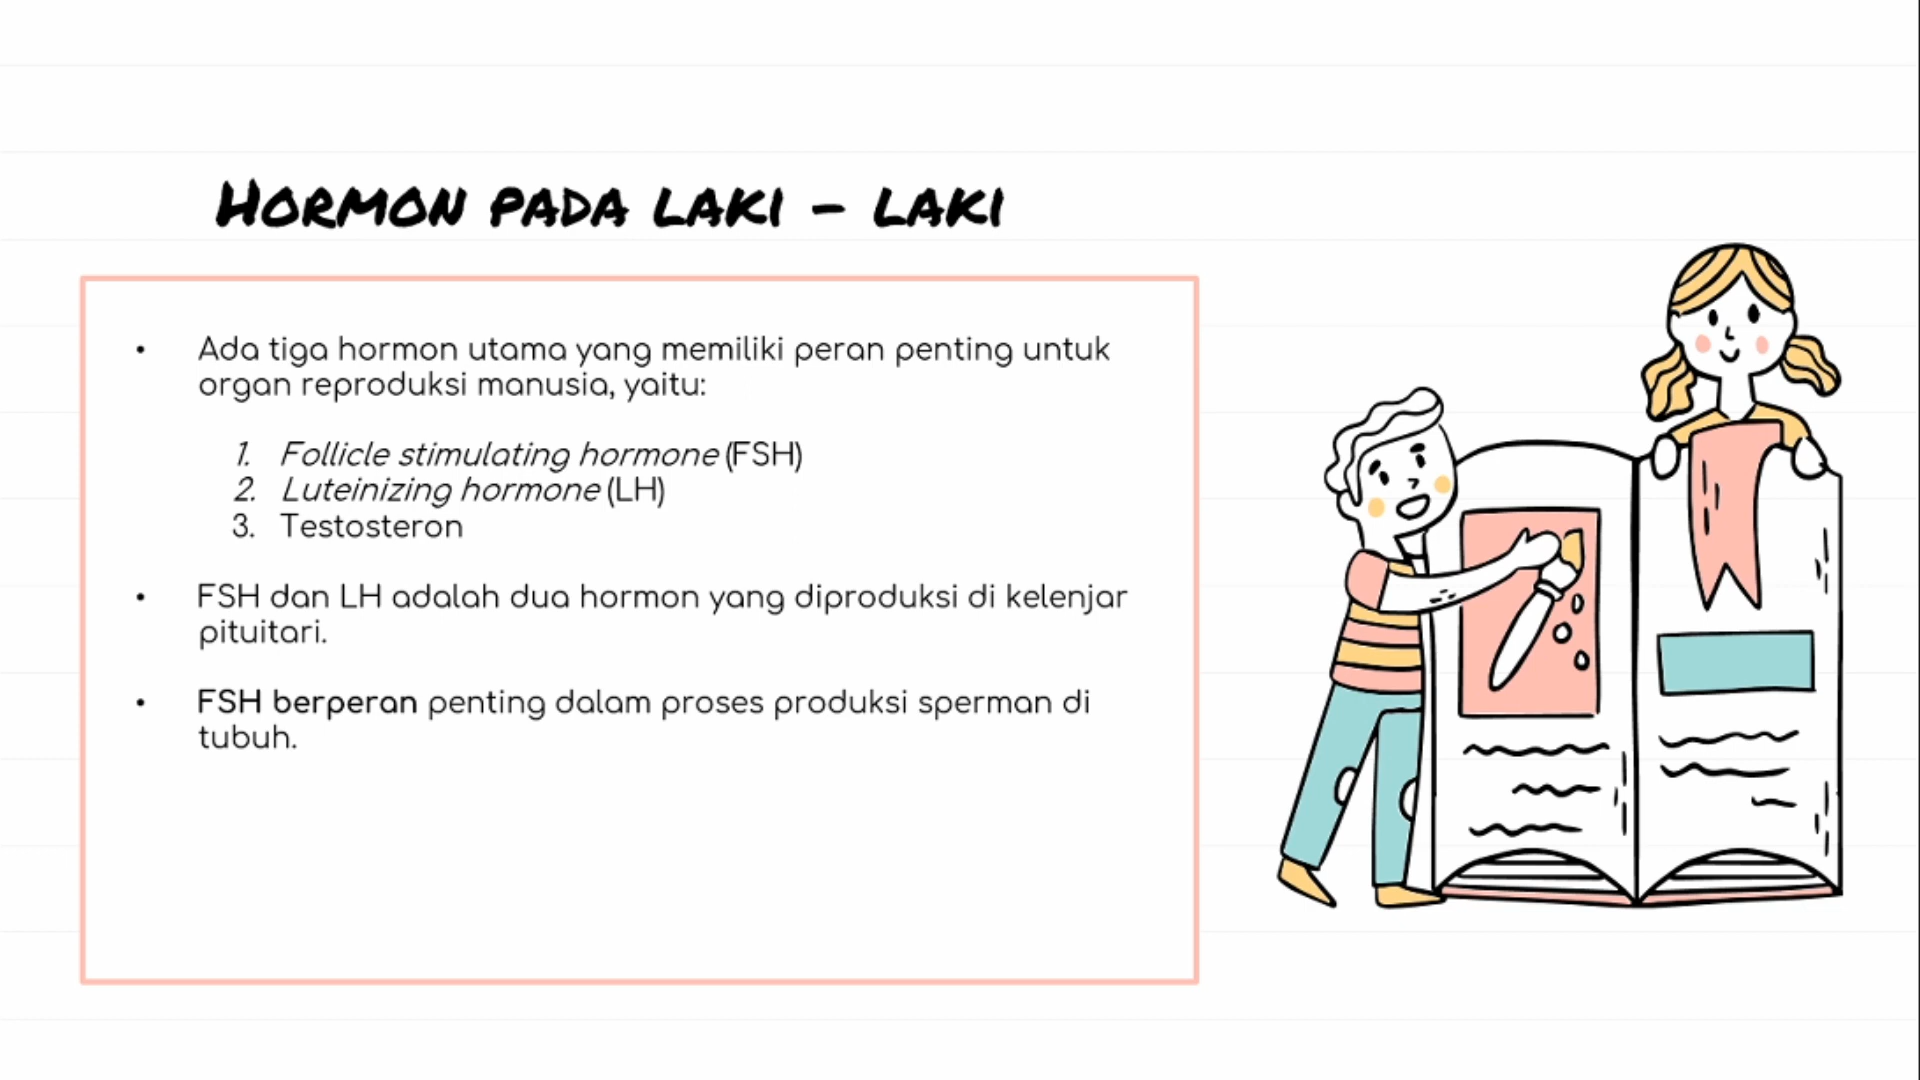 HORMON PADA LAKI - LAKI
• Ada tiga hormon utama yang memiliki peran penting untuk
organ reproduksi manusia, yaitu:
1. Follicle stimulating hormone (FSH)
2. Luteinizing hormone (LH)
3. Testosteron
• FSH dan LH adalah dua hormon yang diproduksi di kelenjar
pituitari.
• FSH berperan penting dalam proses produksi sperman di
tubuh.